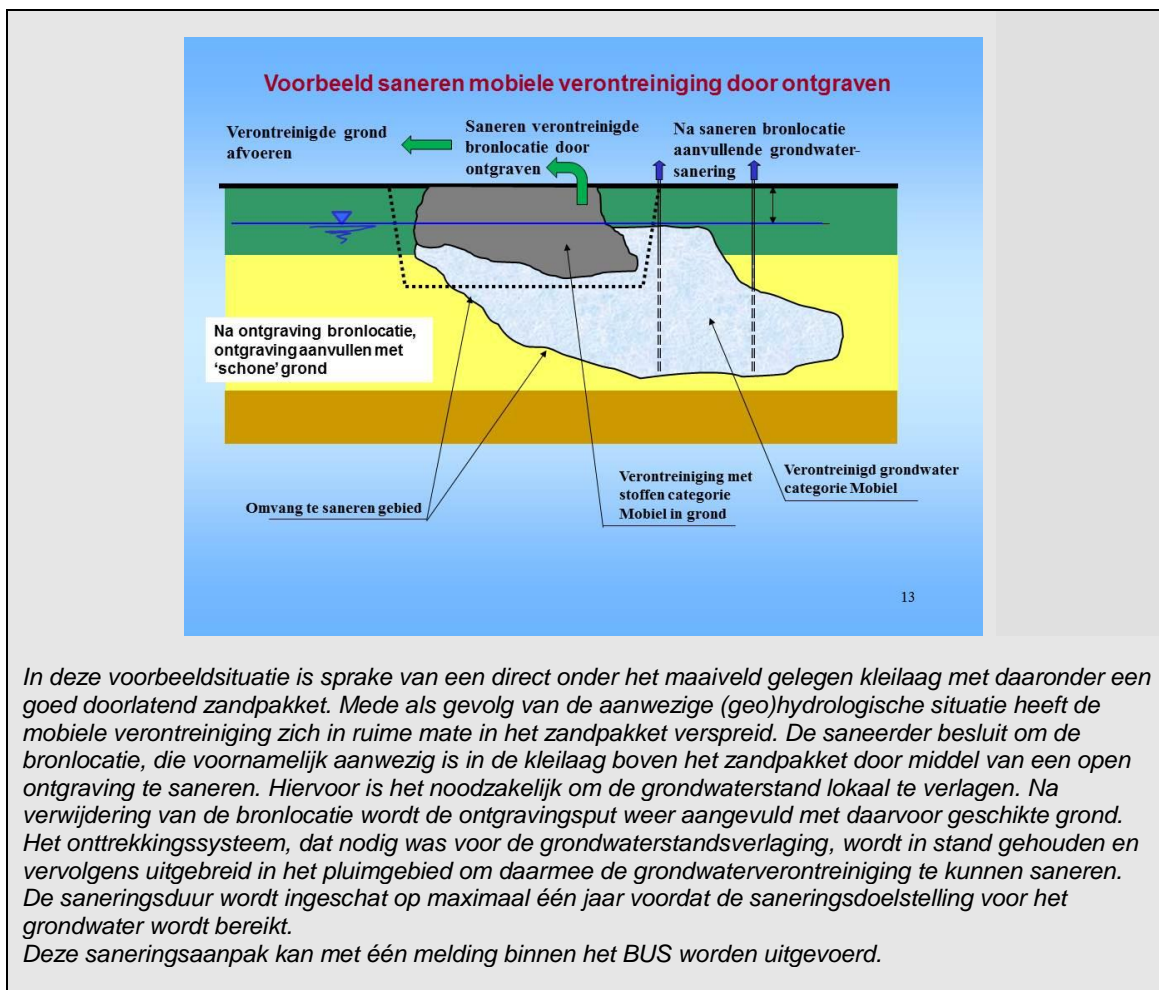 Voorbeeld saneren mobiele verontreiniging door ontgraven
Verontreinigde grond
afvoeren
Saneren verontreinigde
bronlocatie door
ontgraven
Na saneren bronlocatie
aanvullende grondwater-
sanering
Na ontgraving bronlocatie,
ontgraving aanvullen met
‘schone’ grond
Omvang te saneren gebied
Verontreiniging met
stoffen categorie
Mobiel in grond
Verontreinigd grondwater
categorie Mobiel
13
In deze voorbeeldsituatie is sprake van een direct onder het maaiveld gelegen kleilaag met daaronder een
goed doorlatend zandpakket. Mede als gevolg van de aanwezige (geo)hydrologische situatie heeft de
mobiele verontreiniging zich in ruime mate in het zandpakket verspreid. De saneerder besluit om de
bronlocatie, die voornamelijk aanwezig is in de kleilaag boven het zandpakket door middel van een open
ontgraving te saneren. Hiervoor is het noodzakelijk om de grondwaterstand lokaal te verlagen. Na
verwijdering van de bronlocatie wordt de ontgravingsput weer aangevuld met daarvoor geschikte grond.
Het onttrekkingssysteem, dat nodig was voor de grondwaterstandsverlaging, wordt in stand gehouden en
vervolgens uitgebreid in het pluimgebied om daarmee de grondwaterverontreiniging te kunnen saneren.
De saneringsduur wordt ingeschat op maximaal één jaar voordat de saneringsdoelstelling voor het
grondwater wordt bereikt.
Deze saneringsaanpak kan met één melding binnen het BUS worden uitgevoerd.